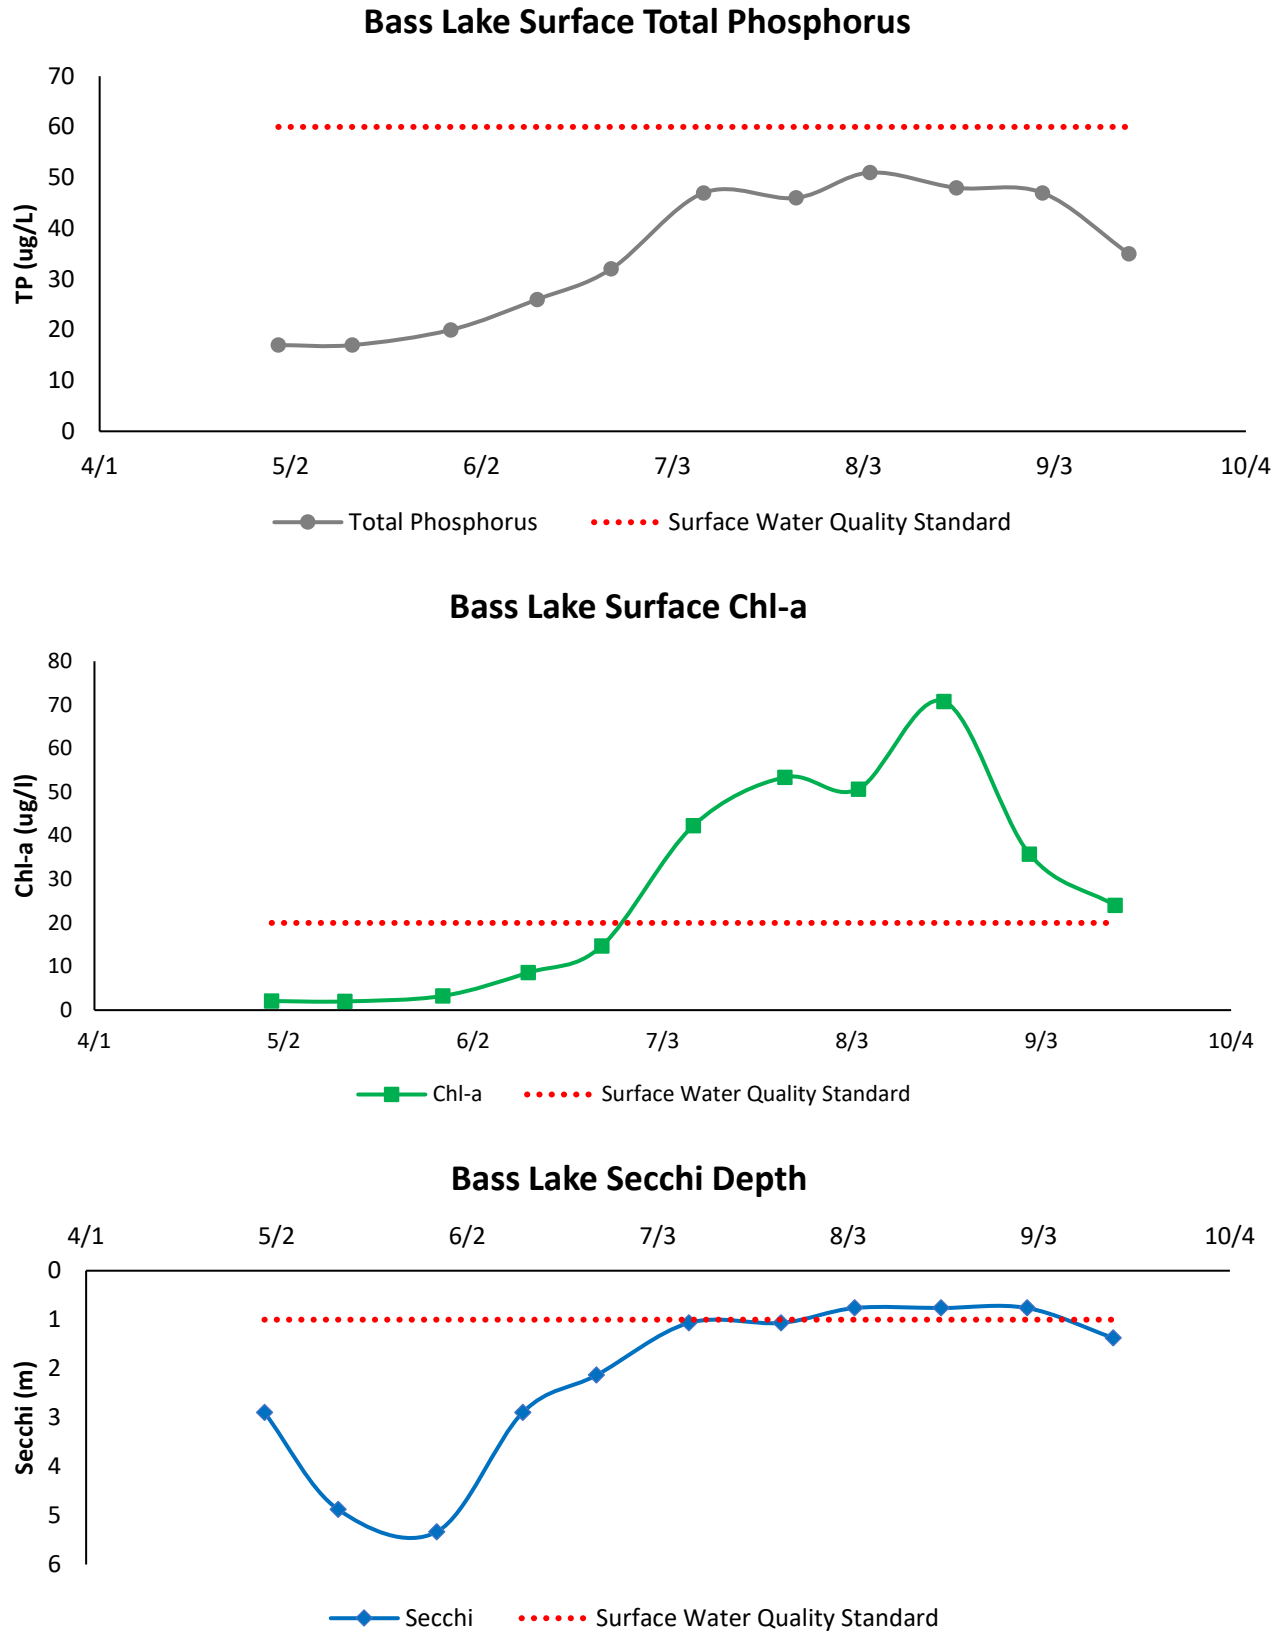 Bass Lake Surface Total Phosphorus
70
60
50
40
30
20
10
0
TP (ug/L)
4/1 5/2 6/2 7/3 8/3 9/3 10/4
Total Phosphorus Surface Water Quality Standard
Bass Lake Surface Chl-a
80
70
60
50
40
30
20
10
0
Chl-a (ug/l)
4/1 5/2 6/2 7/3 8/3 9/3 10/4
Chl-a Surface Water Quality Standard
Bass Lake Secchi Depth
4/1 5/2 6/2 7/3 8/3 9/3 10/4
0
1
2
3
4
5
6
Secchi (m)
Secchi Surface Water Quality Standard